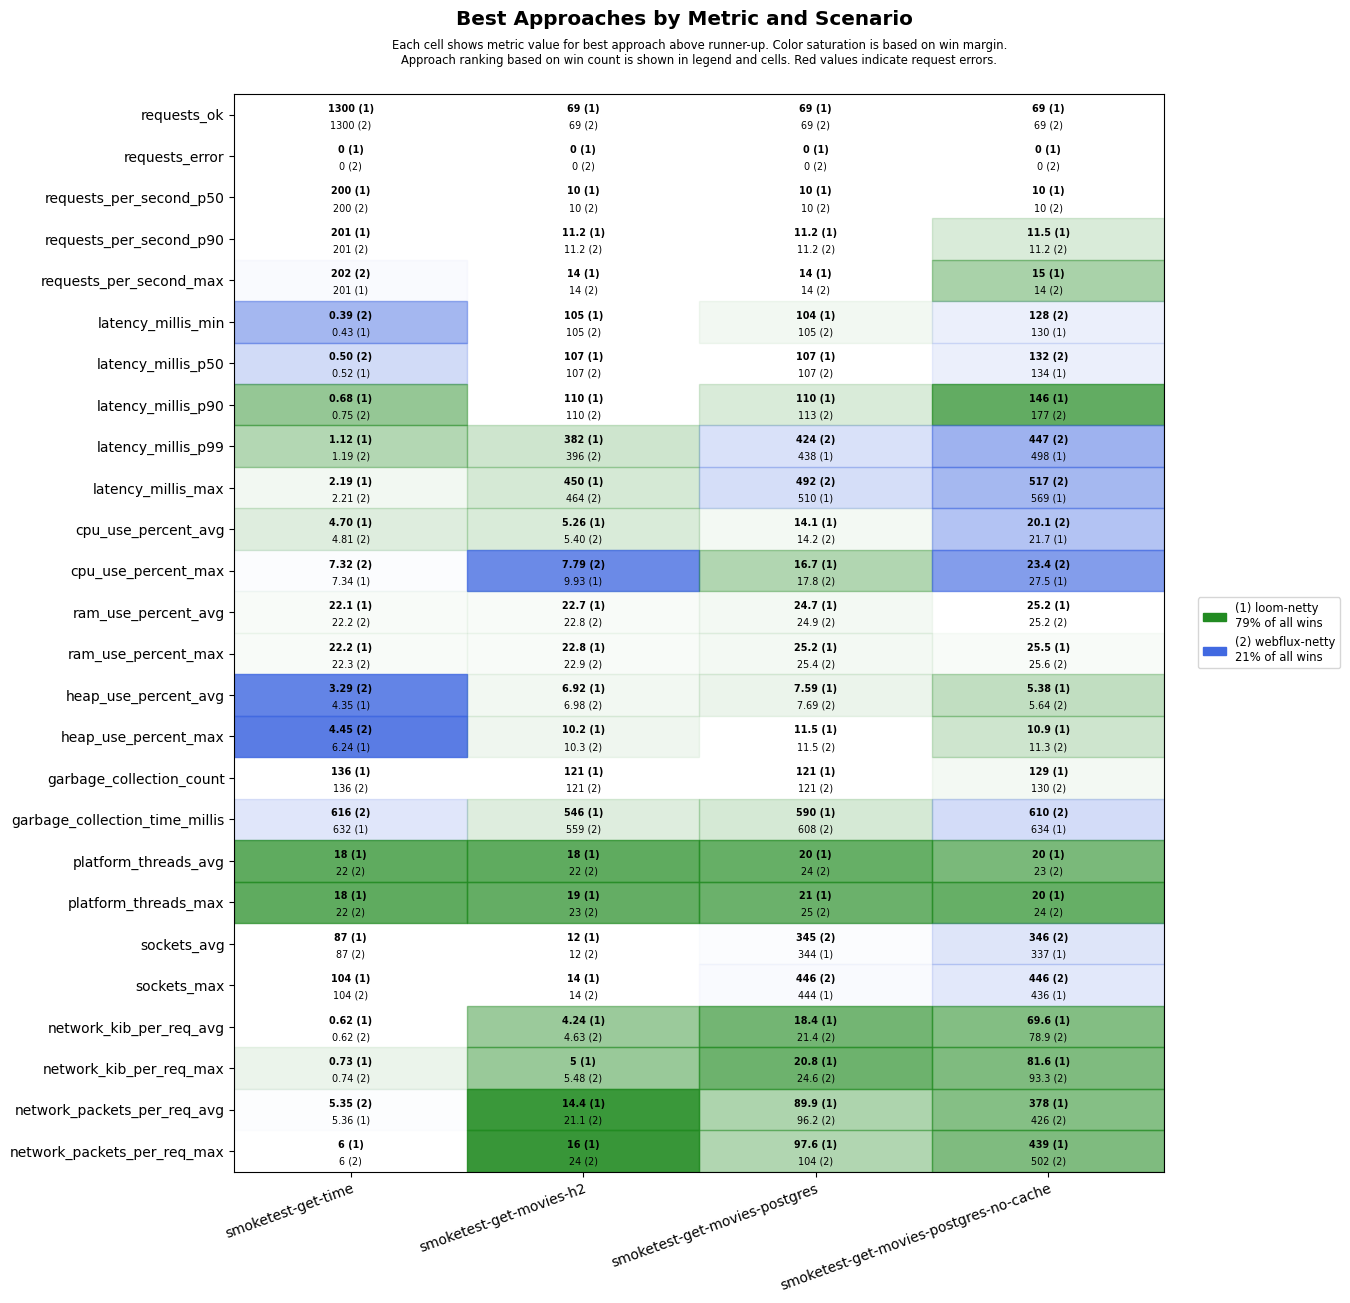 Best Approaches by Metric and Scenario
Each cell shows metric value for best approach above runner-up. Color saturation is based on win margin.
Approach ranking based on win count is shown in legend and cells. Red values indicate request errors.
requests_ok
1300 (1) 69 (1) 69 (1) 69 (1)
1300 (2) 69 (2) 69 (2) 69 (2)
requests_error
0 (1) 0 (1) 0 (1) 0 (1)
0 (2) 0 (2) 0 (2) 0 (2)
requests_per_second_p50
200 (1) 10 (1) 10 (1) 10 (1)
200 (2) 10 (2) 10 (2) 10 (2)
requests_per_second_p90
201 (1) 11.2 (1) 11.2 (1) 11.5 (1)
201 (2) 11.2 (2) 11.2 (2) 11.2 (2)
requests_per_second_max
202 (2) 14 (1) 14 (1) 15 (1)
201 (1) 14 (2) 14 (2) 14 (2)
latency_millis_min
0.39 (2) 105 (1) 104 (1) 128 (2)
0.43 (1) 105 (2) 105 (2) 130 (1)
latency_millis_p50
0.50 (2) 107 (1) 107 (1) 132 (2)
0.52 (1) 107 (2) 107 (2) 134 (1)
latency_millis_p90
0.68 (1) 110 (1) 110 (1) 146 (1)
0.75 (2) 110 (2) 113 (2) 177 (2)
latency_millis_p99
1.12 (1) 382 (1) 424 (2) 447 (2)
1.19 (2) 396 (2) 438 (1) 498 (1)
latency_millis_max
2.19 (1) 450 (1) 492 (2) 517 (2)
2.21 (2) 464 (2) 510 (1) 569 (1)
cpu_use_percent_avg
4.70 (1) 5.26 (1) 14.1 (1) 20.1 (2)
4.81 (2) 5.40 (2) 14.2 (2) 21.7 (1)
cpu_use_percent_max
7.32 (2) 7.79 (2) 16.7 (1) 23.4 (2)
7.34 (1) 9.93 (1) 17.8 (2) 27.5 (1)
ram_use_percent_avg
22.1 (1) 22.7 (1) 24.7 (1) 25.2 (1)
22.2 (2) 22.8 (2) 24.9 (2) 25.2 (2)
ram_use_percent_max
22.2 (1) 22.8 (1) 25.2 (1) 25.5 (1)
22.3 (2) 22.9 (2) 25.4 (2) 25.6 (2)
heap_use_percent_avg
3.29 (2) 6.92 (1) 7.59 (1) 5.38 (1)
4.35 (1) 6.98 (2) 7.69 (2) 5.64 (2)
heap_use_percent_max
4.45 (2) 10.2 (1) 11.5 (1) 10.9 (1)
6.24 (1) 10.3 (2) 11.5 (2) 11.3 (2)
garbage_collection_count
136 (1) 121 (1) 121 (1) 129 (1)
136 (2) 121 (2) 121 (2) 130 (2)
garbage_collection_time_millis
616 (2) 546 (1) 590 (1) 610 (2)
632 (1) 559 (2) 608 (2) 634 (1)
platform_threads_avg
18 (1) 18 (1) 20 (1) 20 (1)
22 (2) 22 (2) 24 (2) 23 (2)
platform_threads_max
18 (1) 19 (1) 21 (1) 20 (1)
22 (2) 23 (2) 25 (2) 24 (2)
sockets_avg
87 (1) 12 (1) 345 (2) 346 (2)
87 (2) 12 (2) 344 (1) 337 (1)
sockets_max
104 (1) 14 (1) 446 (2) 446 (2)
104 (2) 14 (2) 444 (1) 436 (1)
network_kib_per_req_avg
0.62 (1) 4.24 (1) 18.4 (1) 69.6 (1)
0.62 (2) 4.63 (2) 21.4 (2) 78.9 (2)
network_kib_per_req_max
0.73 (1) 5 (1) 20.8 (1) 81.6 (1)
0.74 (2) 5.48 (2) 24.6 (2) 93.3 (2)
network_packets_per_req_avg
5.35 (2) 14.4 (1) 89.9 (1) 378 (1)
5.36 (1) 21.1 (2) 96.2 (2) 426 (2)
network_packets_per_req_max
6 (1) 16 (1) 97.6 (1) 439 (1)
6 (2) 24 (2) 104 (2) 502 (2)
smoketest-get-time
smoketest-get-movies-h2
smoketest-get-movies-postgres
smoketest-get-movies-postgres-no-cache
(1) loom-netty
79% of all wins
(2) webflux-netty
21% of all wins